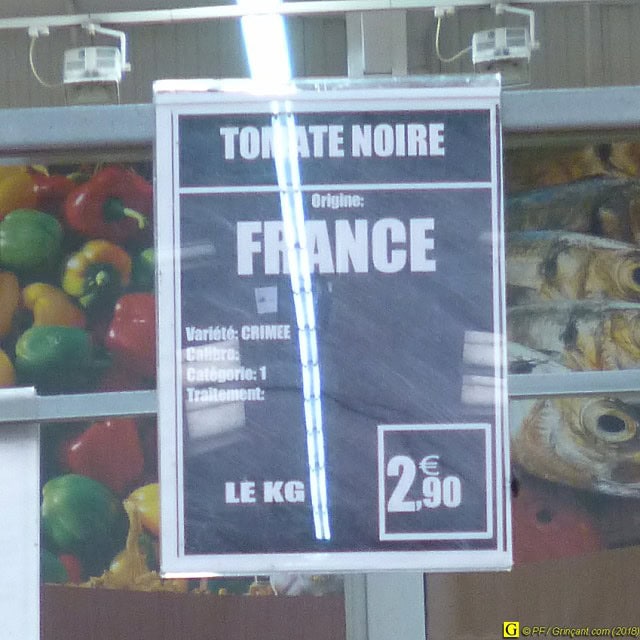 TOMATE NOIRE
Origine:
FRANCE
Variété: CRIMEE
Calibre:
Catégorie: 1
Traitement:
LE KG
2,90 €
G © PF / Grinçant.com (2018)